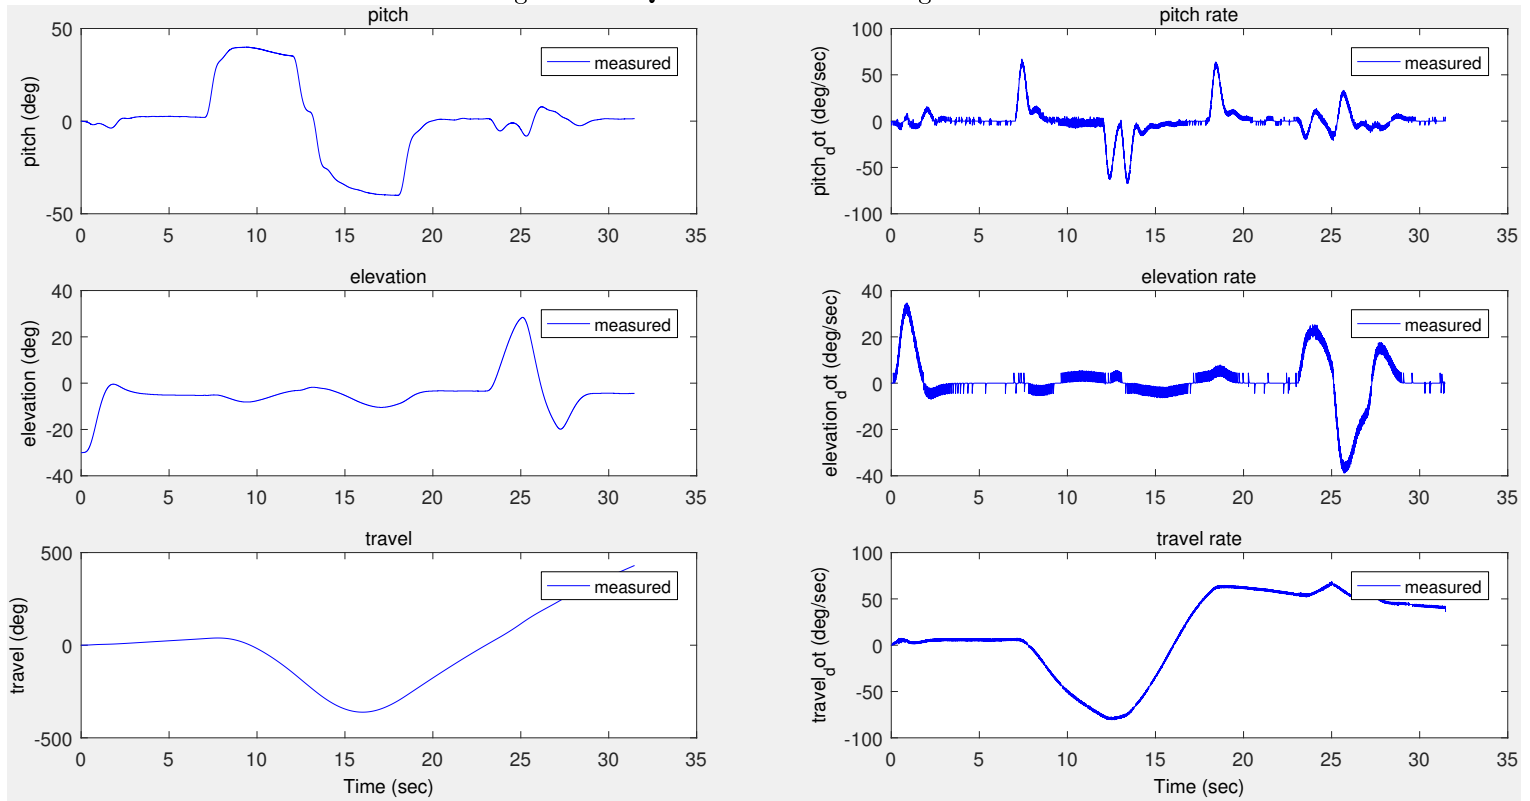 pitch
50
0
-50
pitch (deg)
measured
0 5 10 15 20 25 30 35
pitch rate
100
50
0
-50
-100
pitch_dot (deg/sec)
measured
0 5 10 15 20 25 30 35
elevation
40
20
0
-20
-40
elevation (deg)
measured
0 5 10 15 20 25 30 35
elevation rate
40
20
0
-20
-40
elevation_dot (deg/sec)
measured
0 5 10 15 20 25 30 35
travel
500
0
-500
travel (deg)
measured
0 5 10 15 20 25 30 35
Time (sec)
travel rate
100
50
0
-50
-100
travel_dot (deg/sec)
measured
0 5 10 15 20 25 30 35
Time (sec)